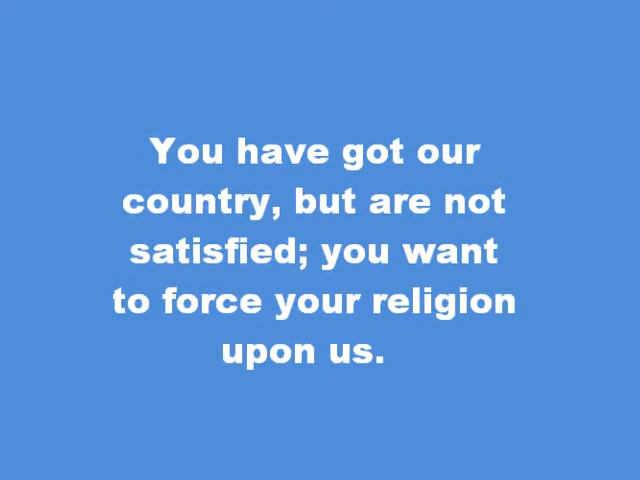 You have got our
country, but are not
satisfied; you want
to force your religion
upon us.